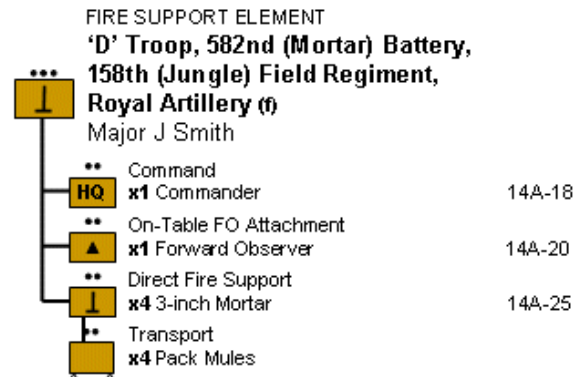 FIRE SUPPORT ELEMENT
‘D’ Troop, 582nd (Mortar) Battery,
158th (Jungle) Field Regiment,
Royal Artillery (f)
Major J Smith
Command
HQ x1 Commander 14A-18
On-Table FO Attachment
x1 Forward Observer 14A-20
Direct Fire Support
x4 3-inch Mortar 14A-25
Transport
x4 Pack Mules